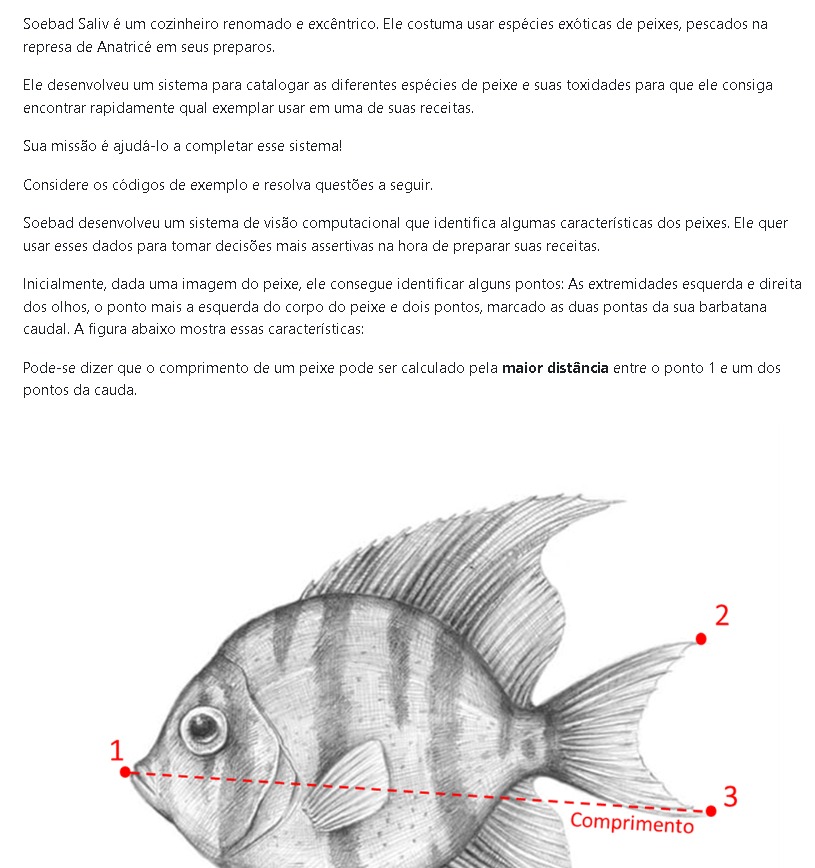 Soebad Saliv é um cozinheiro renomado e excêntrico. Ele costuma usar espécies exóticas de peixes, pescados na
represa de Anatricé em seus preparos.
Ele desenvolveu um sistema para catalogar as diferentes espécies de peixe e suas toxidades para que ele consiga
encontrar rapidamente qual exemplar usar em uma de suas receitas.
Sua missão é ajudá-lo a completar esse sistema!
Considere os códigos de exemplo e resolva questões a seguir.
Soebad desenvolveu um sistema de visão computacional que identifica algumas características dos peixes. Ele quer
usar esses dados para tomar decisões mais assertivas na hora de preparar suas receitas.
Inicialmente, dada uma imagem do peixe, ele consegue identificar alguns pontos: As extremidades esquerda e direita
dos olhos, o ponto mais a esquerda do corpo do peixe e dois pontos, marcado as duas pontas da sua barbatana
caudal. A figura abaixo mostra essas características:
Pode-se dizer que o comprimento de um peixe pode ser calculado pela maior distância entre o ponto 1 e um dos
pontos da cauda.
2
1
3
Comprimento